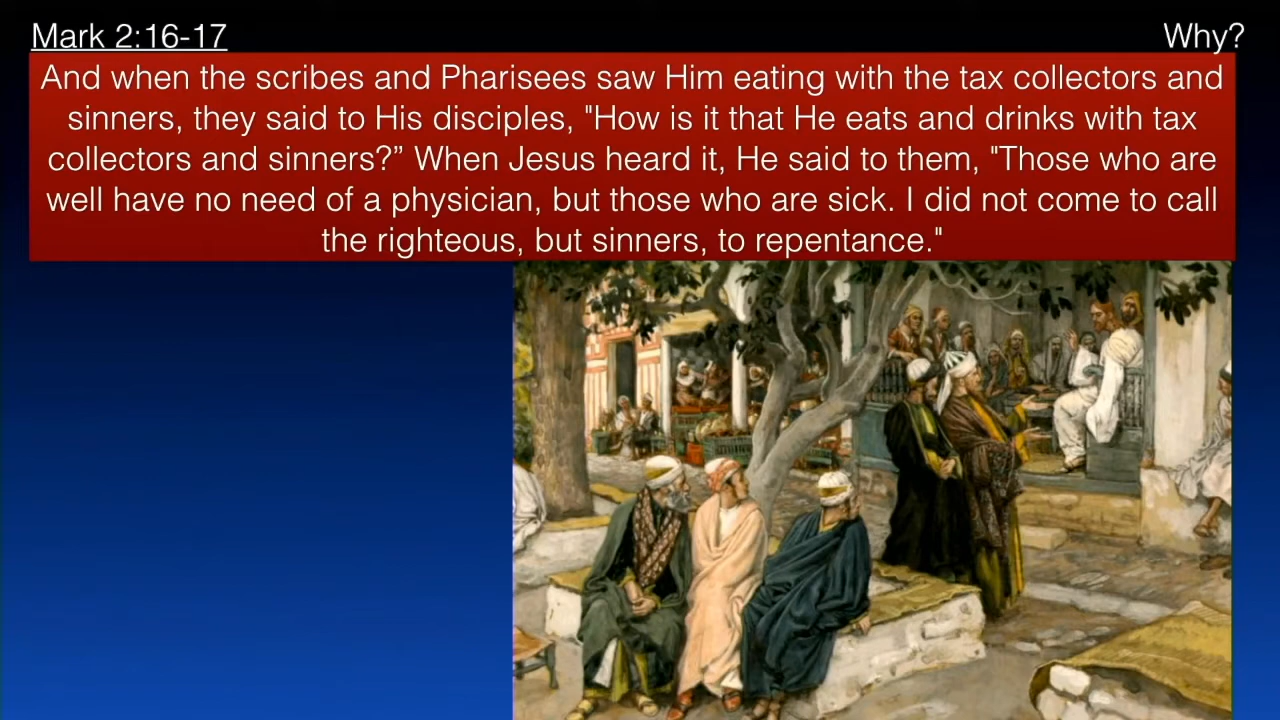 Mark 2:16-17
Why?
And when the scribes and Pharisees saw Him eating with the tax collectors and
sinners, they said to His disciples, "How is it that He eats and drinks with tax
collectors and sinners?” When Jesus heard it, He said to them, "Those who are
well have no need of a physician, but those who are sick. I did not come to call
the righteous, but sinners, to repentance."